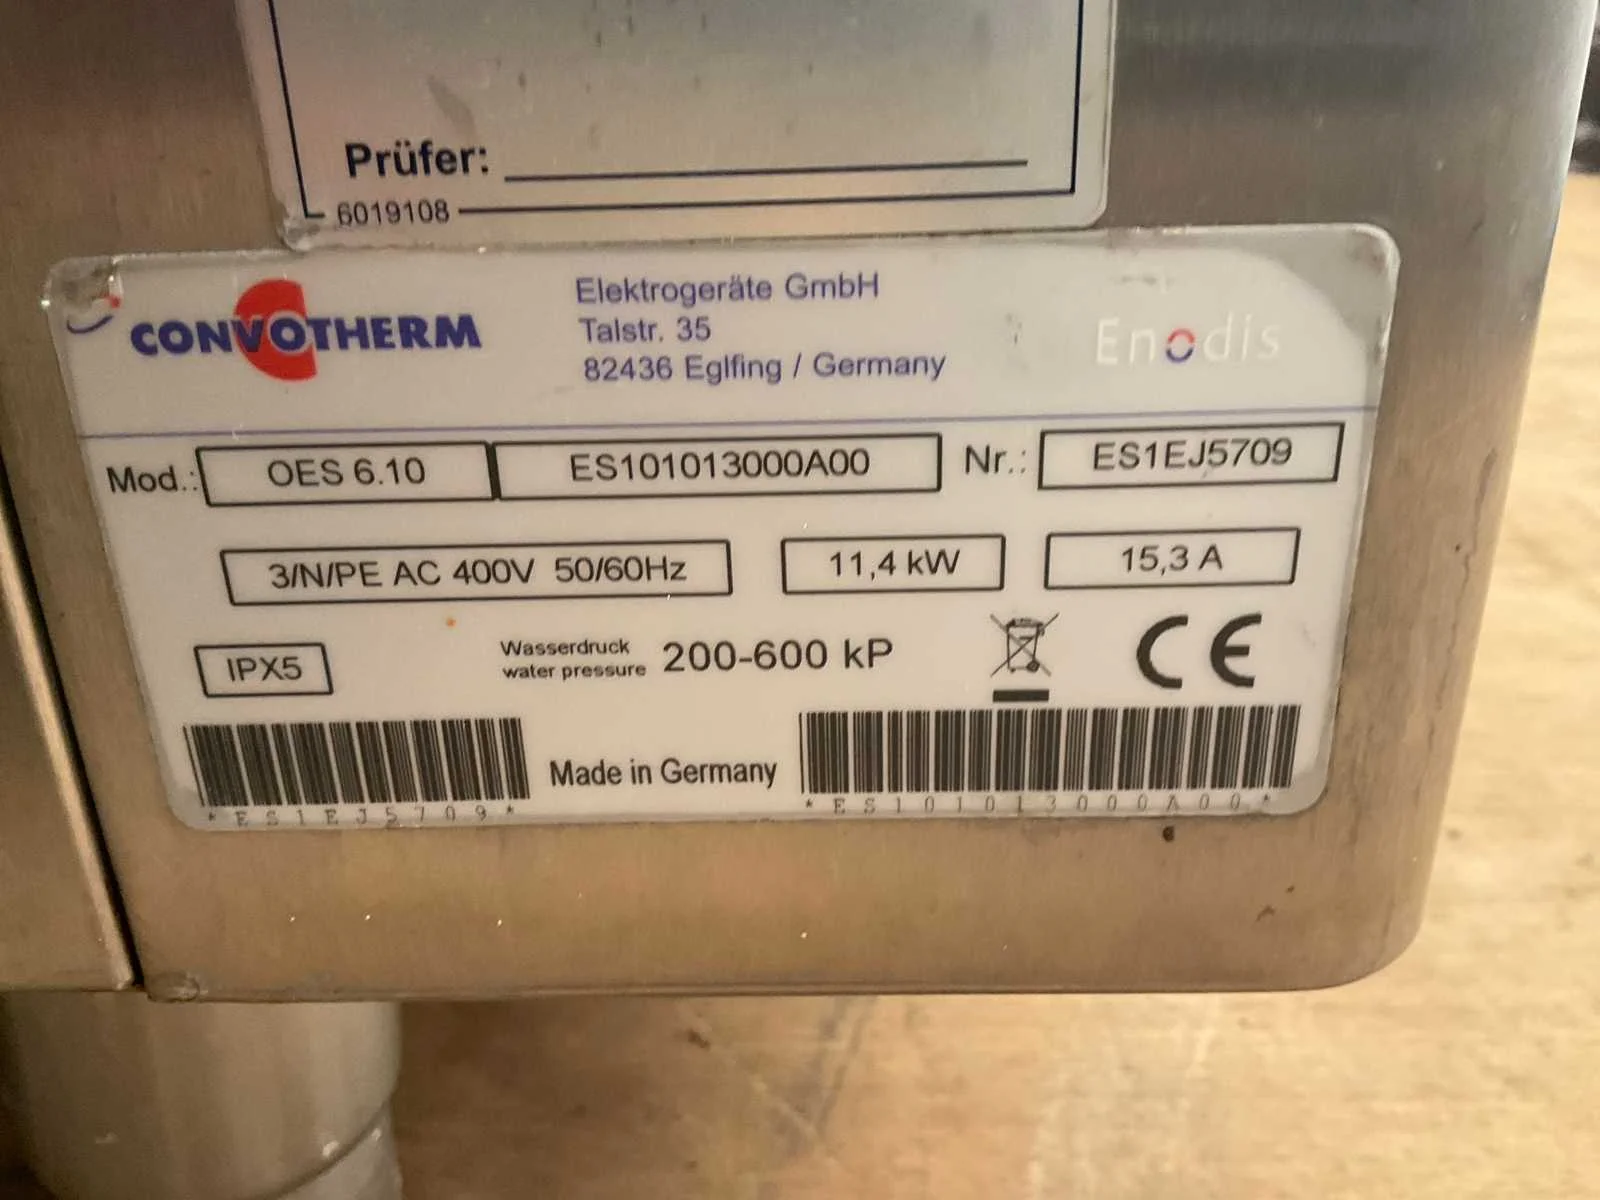 Prüfer:
6019108
CONVOTHERM
Elektrogeräte GmbH
Talstr. 35
82436 Eglfing / Germany
Enodis
Mod.: OES 6.10 ES101013000A00 Nr.: ES1EJ5709
3/N/PE AC 400V 50/60Hz 11,4 kW 15,3 A
IPX5
Wasserdruck
water pressure
200-600 kP
CE
*ES1EJ5709*
Made in Germany
*ES101013000A00*